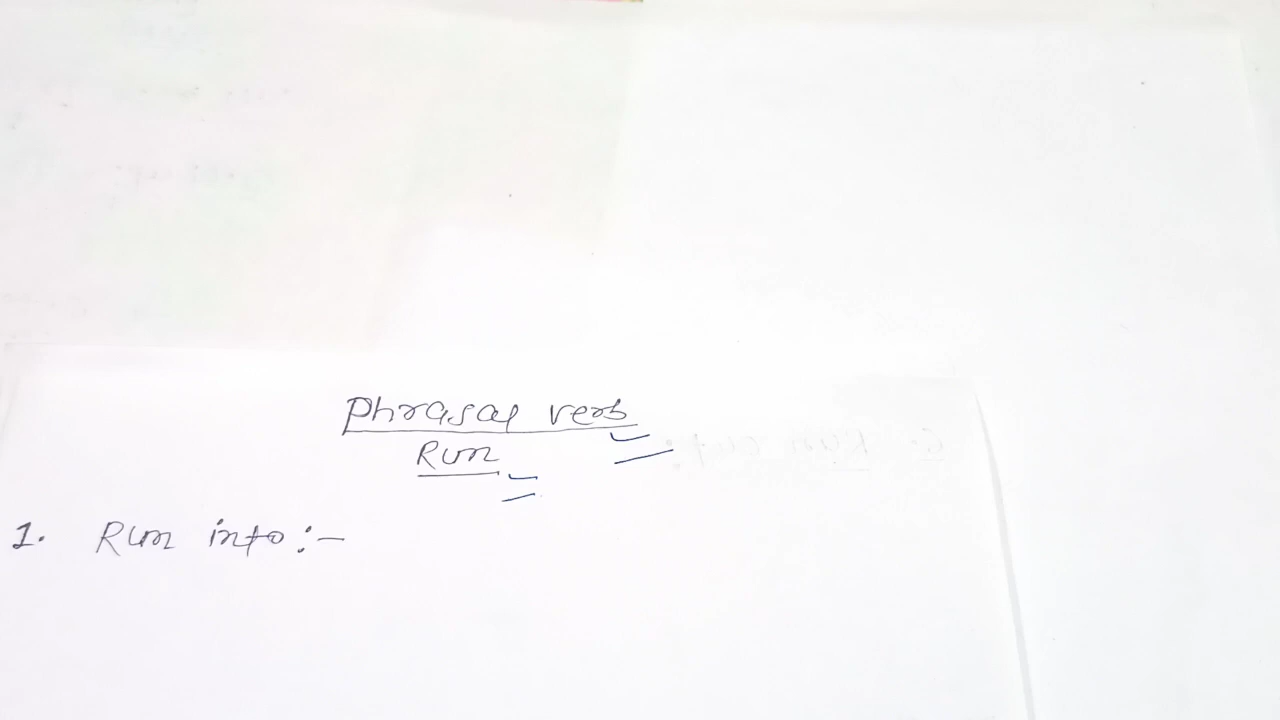 Phrasal verb
Run
1. Run into:-